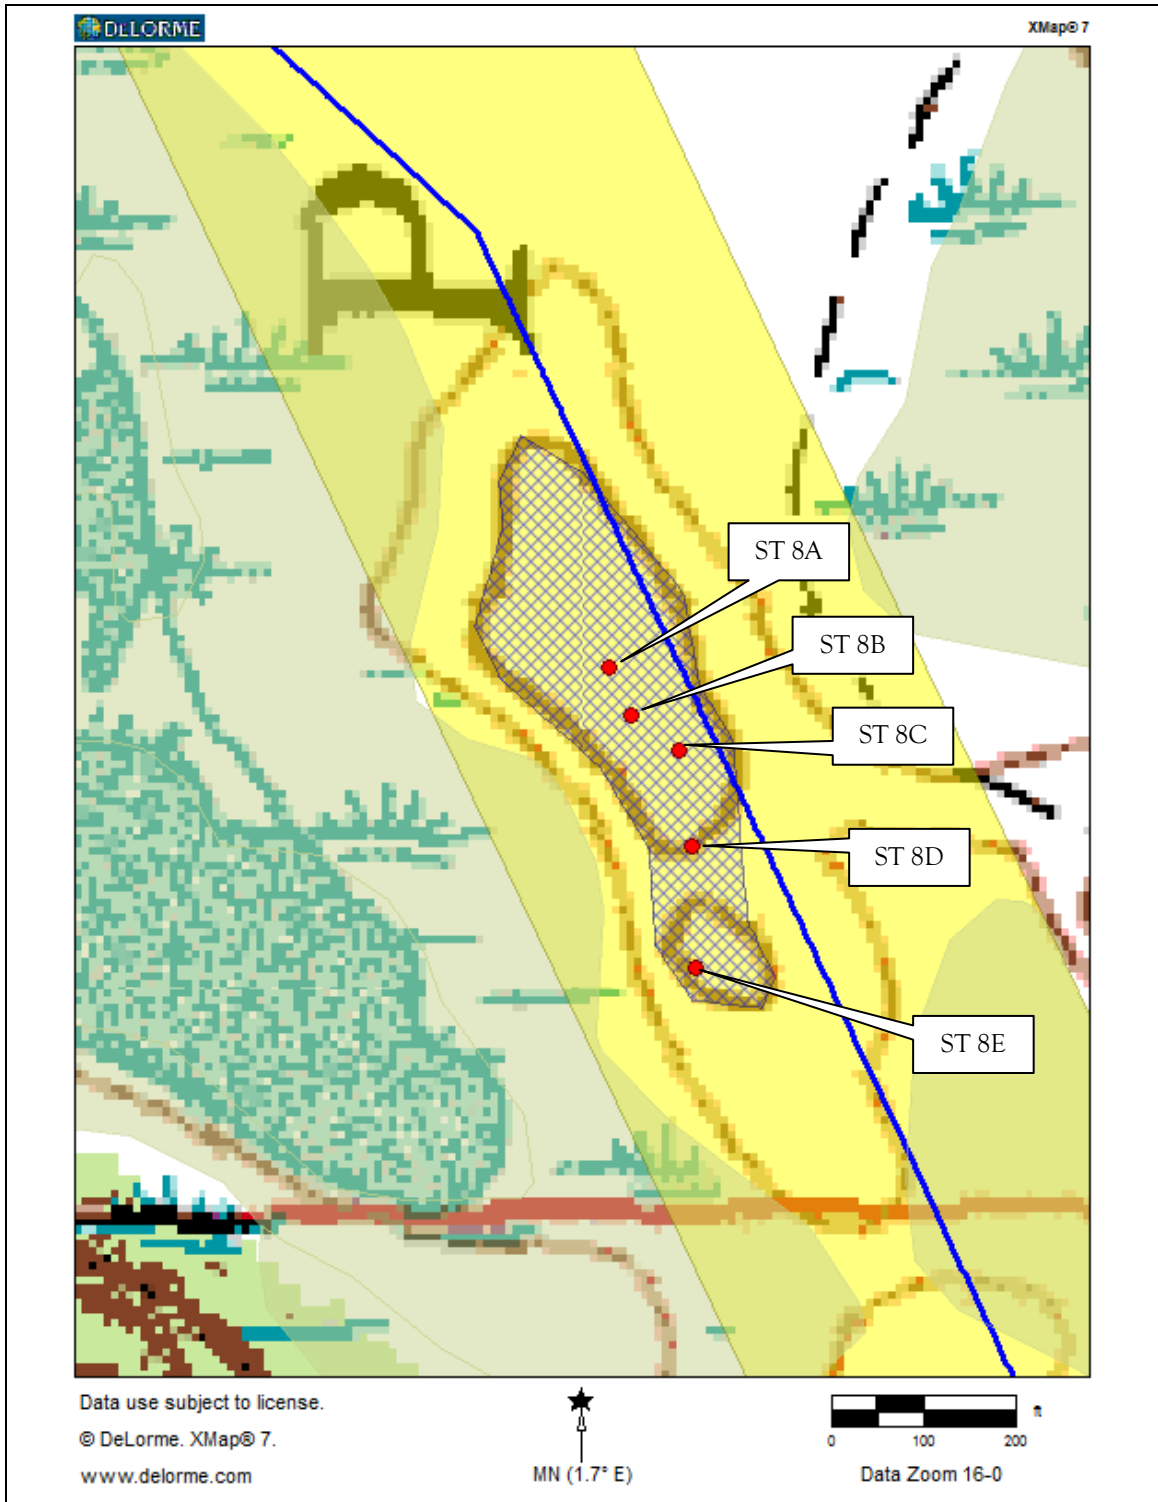 DELORME
XMap® 7
ST 8A
ST 8B
ST 8C
ST 8D
ST 8E
Data use subject to license.
© DeLorme. XMap® 7.
www.delorme.com
MN (1.7° E)
ft
0 100 200
Data Zoom 16-0